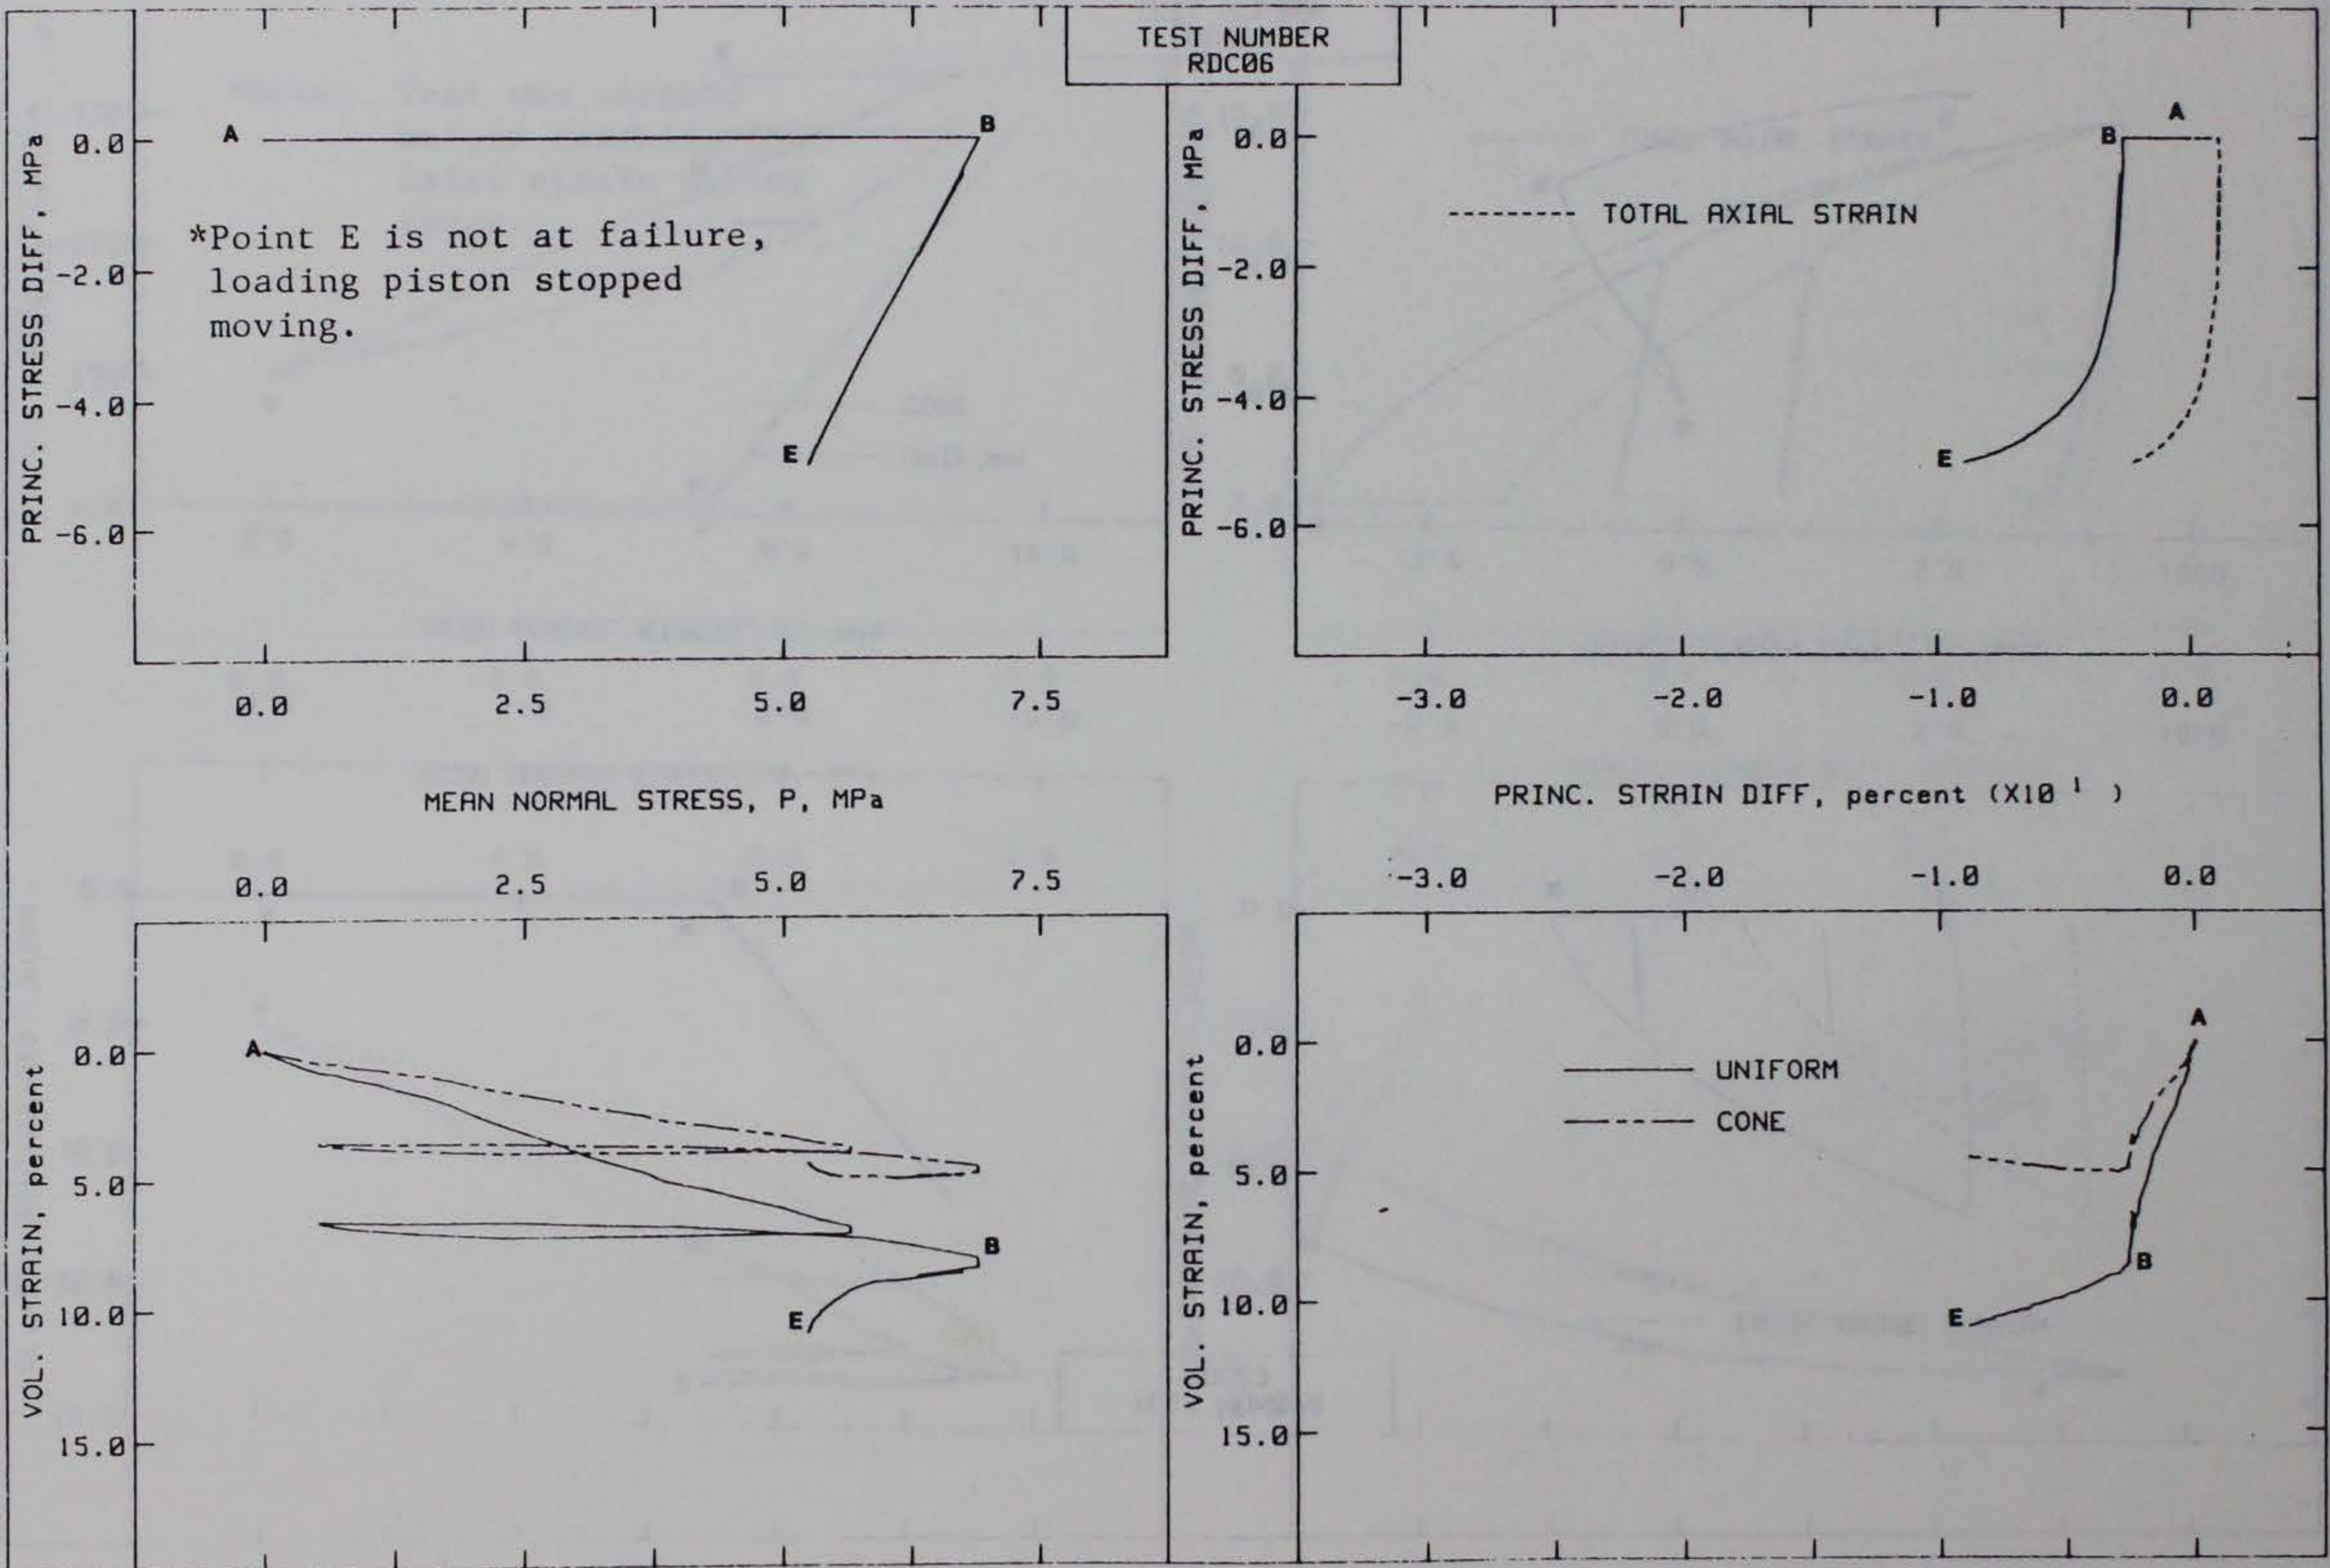 TEST NUMBER
RDC06
PRINC. STRESS DIFF, MPa
0.0
-2.0
-4.0
-6.0
A
B
E
*Point E is not at failure,
loading piston stopped
moving.
0.0 2.5 5.0 7.5
MEAN NORMAL STRESS, P, MPa
PRINC. STRESS DIFF, MPa
0.0
-2.0
-4.0
-6.0
A
B
E
TOTAL AXIAL STRAIN
-3.0 -2.0 -1.0 0.0
PRINC. STRAIN DIFF, percent (X10 1 )
0.0 2.5 5.0 7.5
VOL. STRAIN, percent
0.0
5.0
10.0
15.0
A
B
E
-3.0 -2.0 -1.0 0.0
VOL. STRAIN, percent
0.0
5.0
10.0
15.0
A
UNIFORM
CONE
B
E